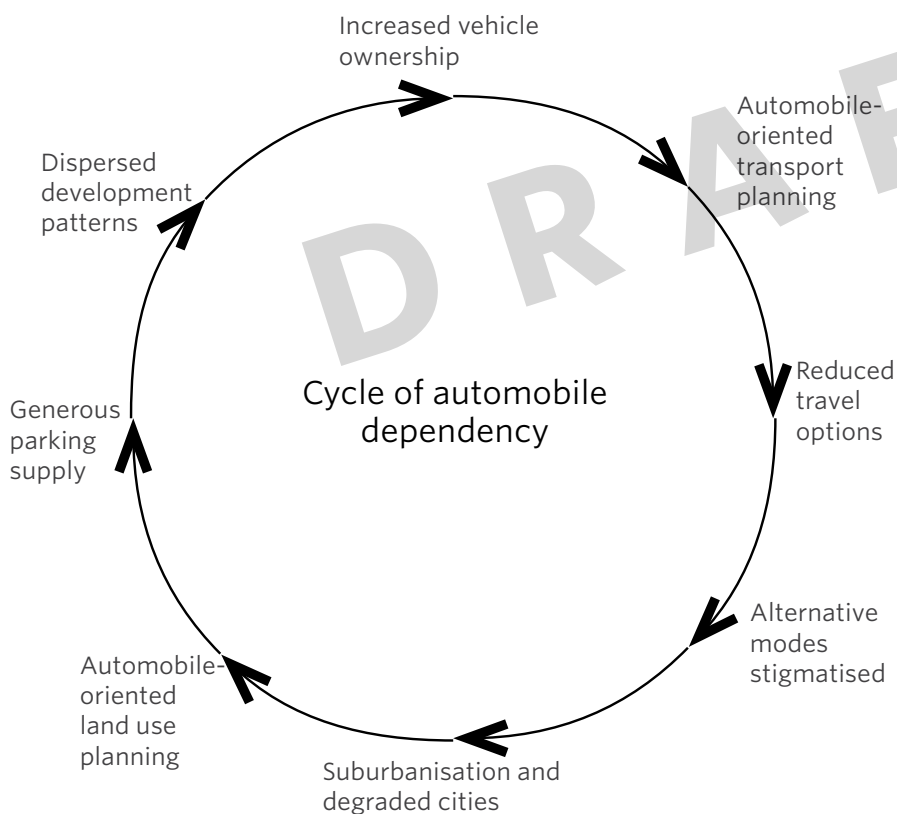 Increased vehicle
ownership
Automobile-
oriented
transport
planning
Reduced
travel
options
Alternative
modes
stigmatised
Suburbanisation and
degraded cities
Automobile-
oriented
land use
planning
Generous
parking
supply
Dispersed
development
patterns
Cycle of automobile
dependency